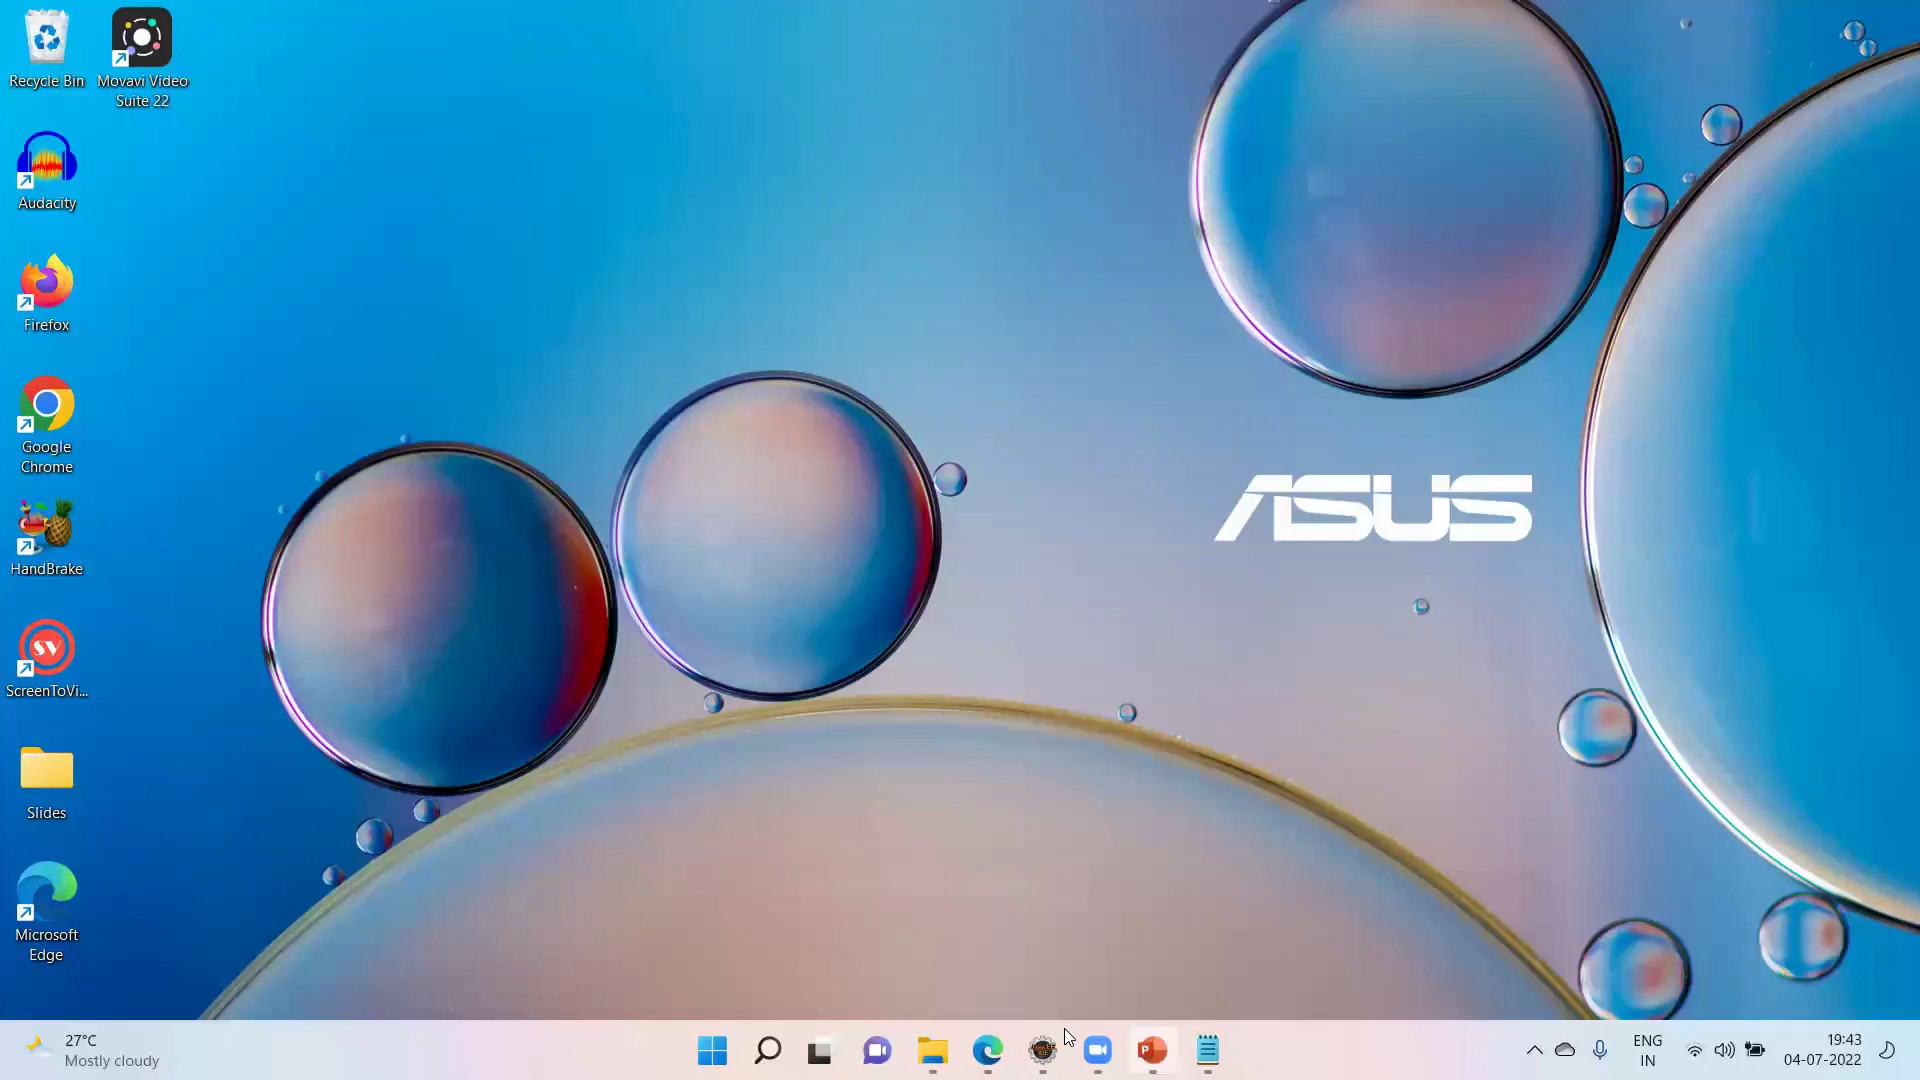 Recycle Bin
Movavi Video
Suite 22
Audacity
Firefox
Google
Chrome
HandBrake
SV
ScreenToVi...
Slides
Microsoft
Edge
ASUS
27°C
Mostly cloudy
P
ENG
IN
19:43
04-07-2022